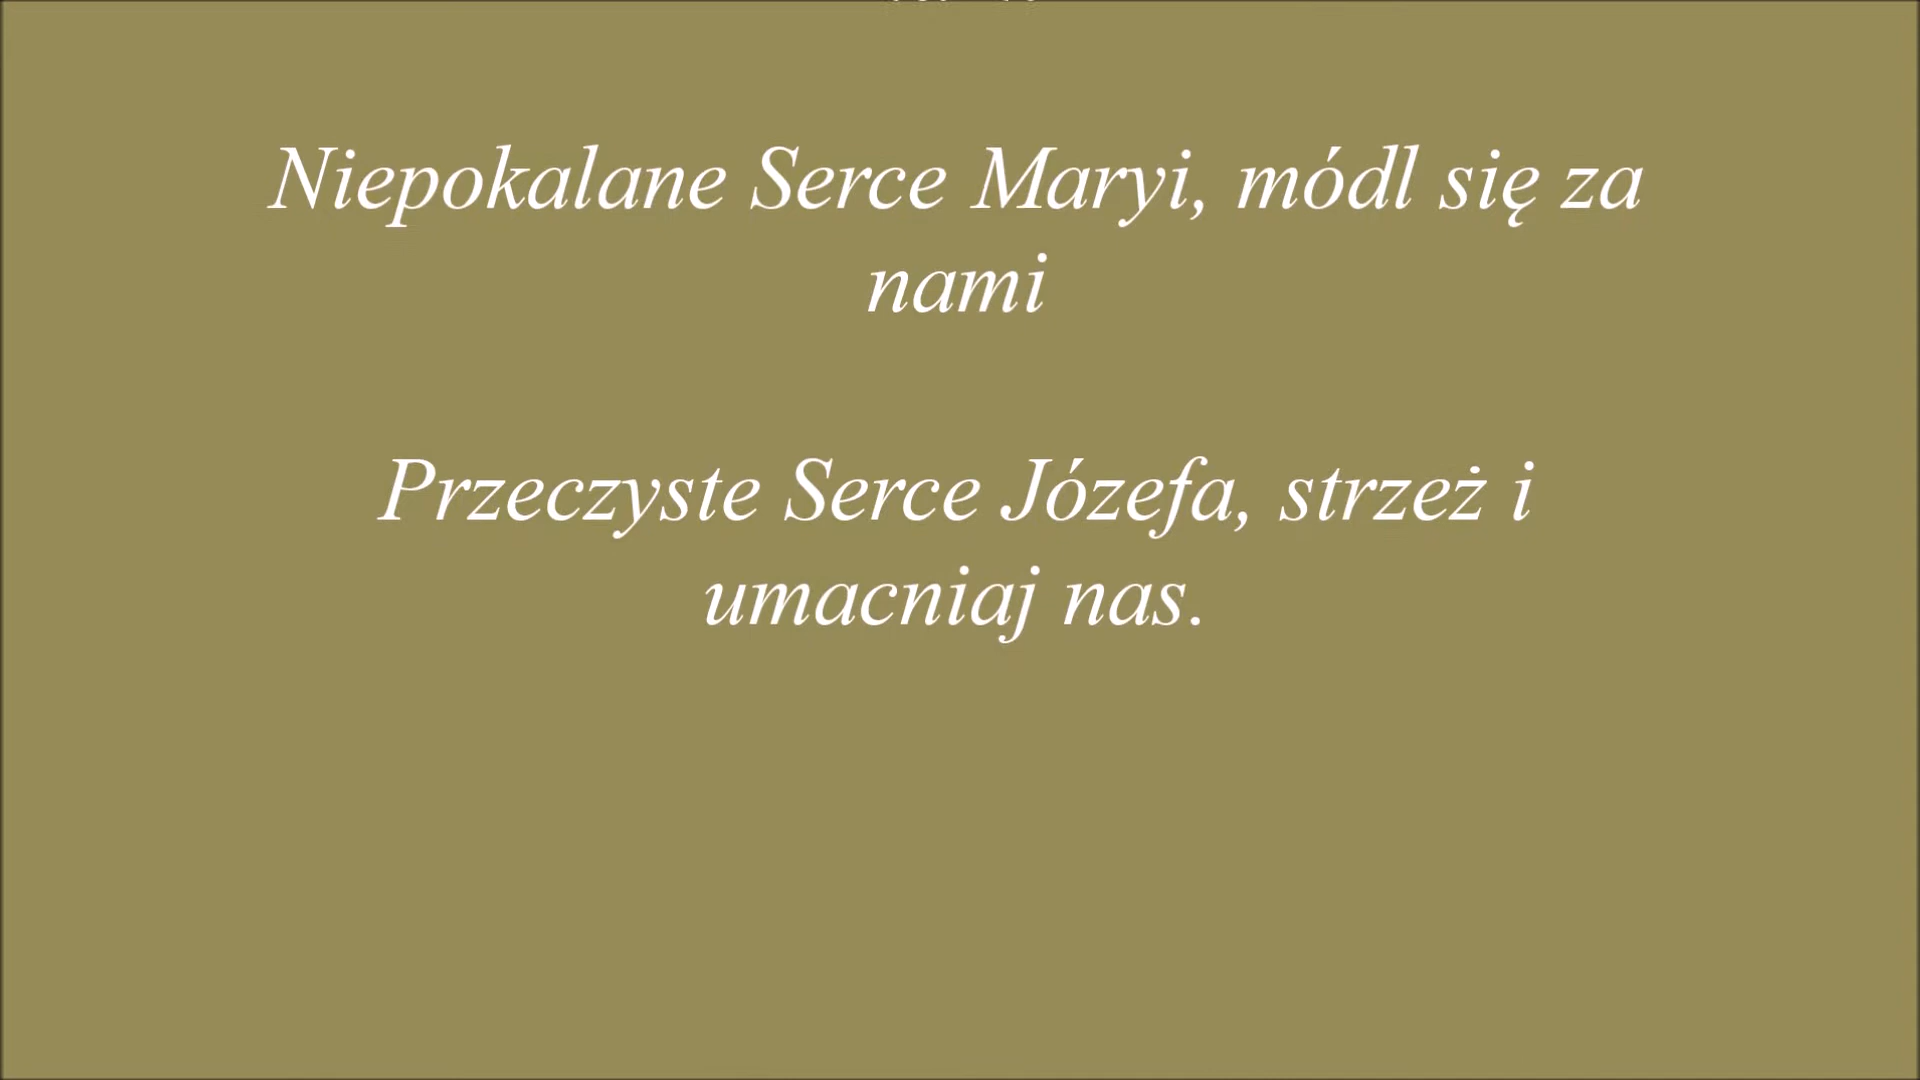 Niepokalane Serce Maryi, módl się za
nami
Przeczyste Serce Józefa, strzeż i
umacniaj nas.